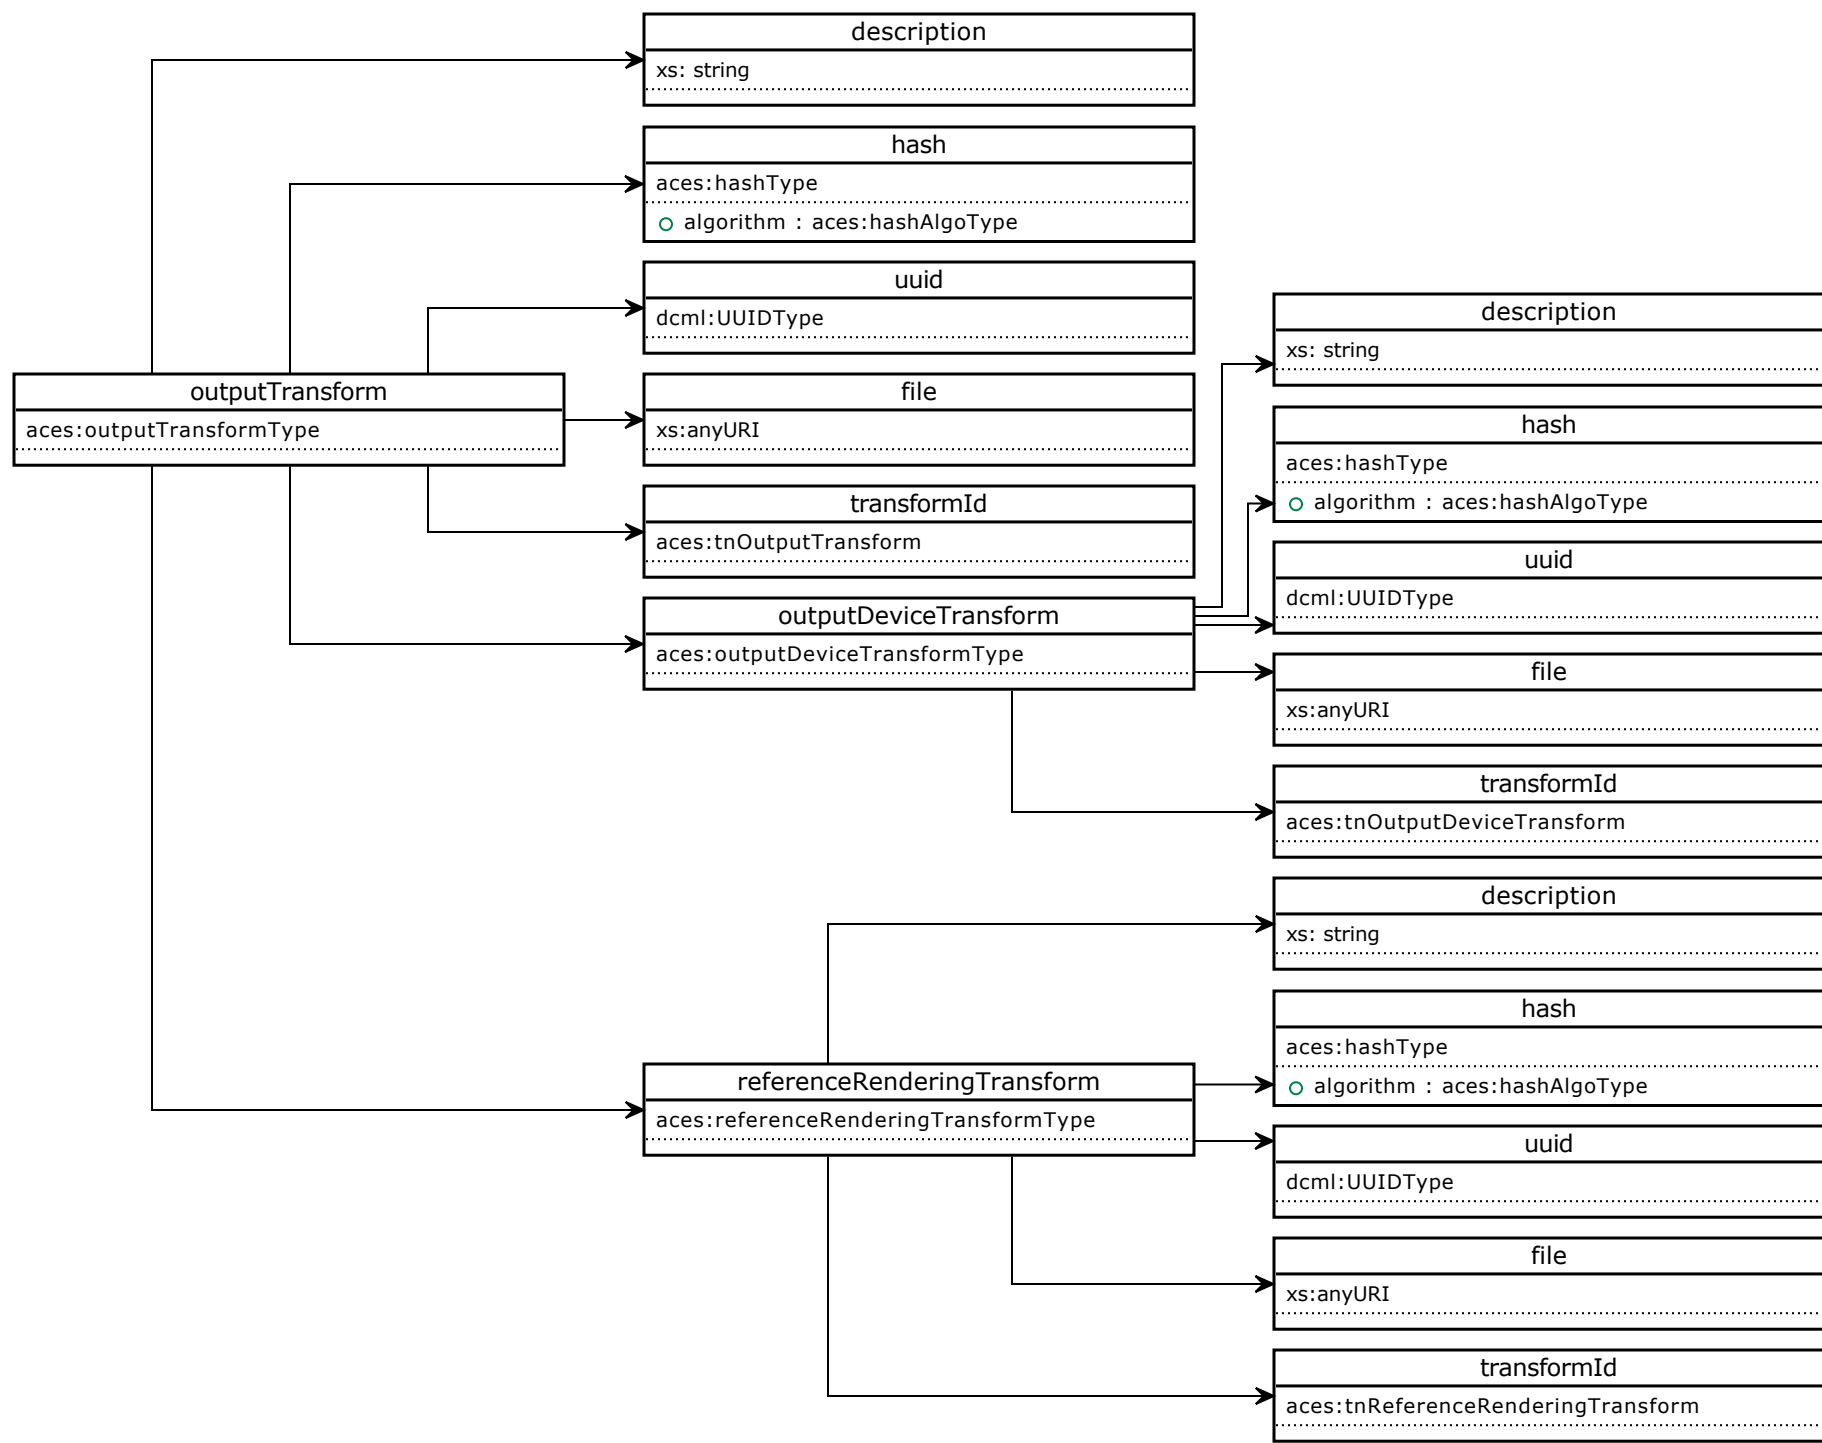 description
xs: string
hash
aces:hashType
algorithm : aces:hashAlgoType
uuid
dcml:UUIDType
outputTransform
aces:outputTransformType
file
xs:anyURI
transformId
aces:tnOutputTransform
outputDeviceTransform
aces:outputDeviceTransformType
description
xs: string
hash
aces:hashType
algorithm : aces:hashAlgoType
uuid
dcml:UUIDType
file
xs:anyURI
transformId
aces:tnOutputDeviceTransform
referenceRenderingTransform
aces:referenceRenderingTransformType
description
xs: string
hash
aces:hashType
algorithm : aces:hashAlgoType
uuid
dcml:UUIDType
file
xs:anyURI
transformId
aces:tnReferenceRenderingTransform